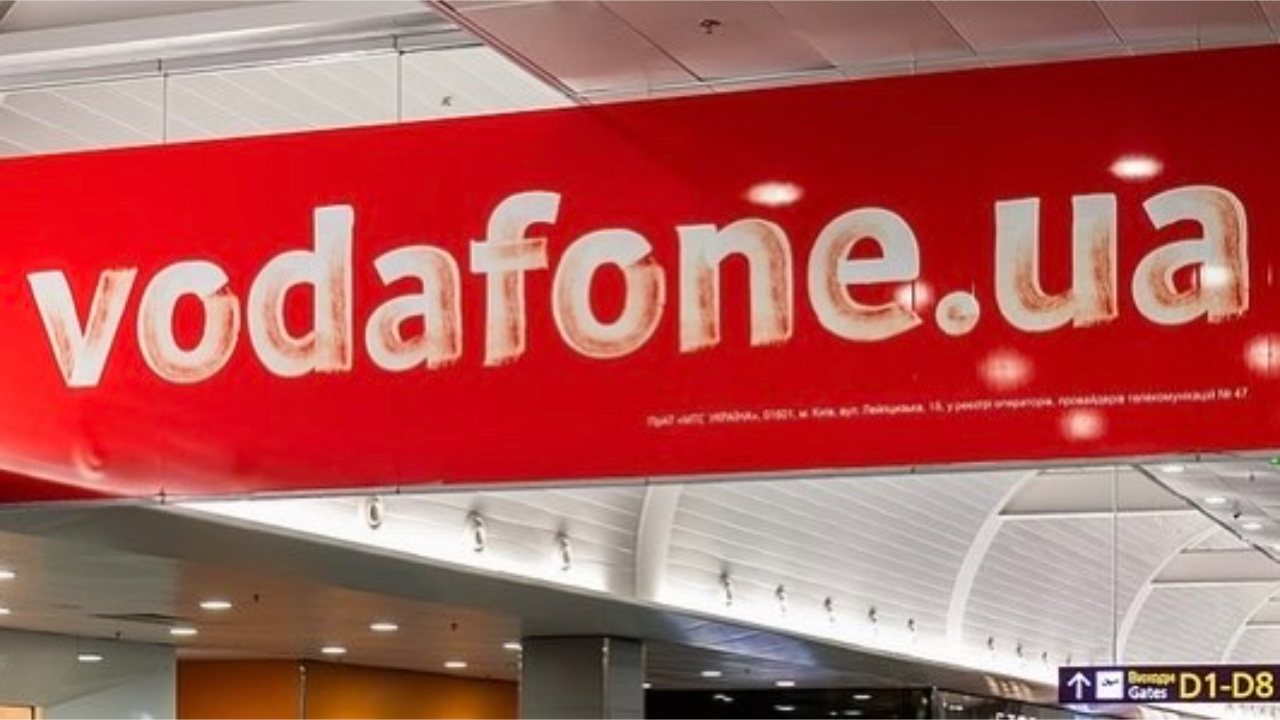 vodafone.ua
ПрАТ «МТС УКРАЇНА», 01601, м. Київ, вул. Лейпцизька, 15, у реєстрі операторів, провайдерів телекомунікацій № 47
Виходи
Gates
D1-D8